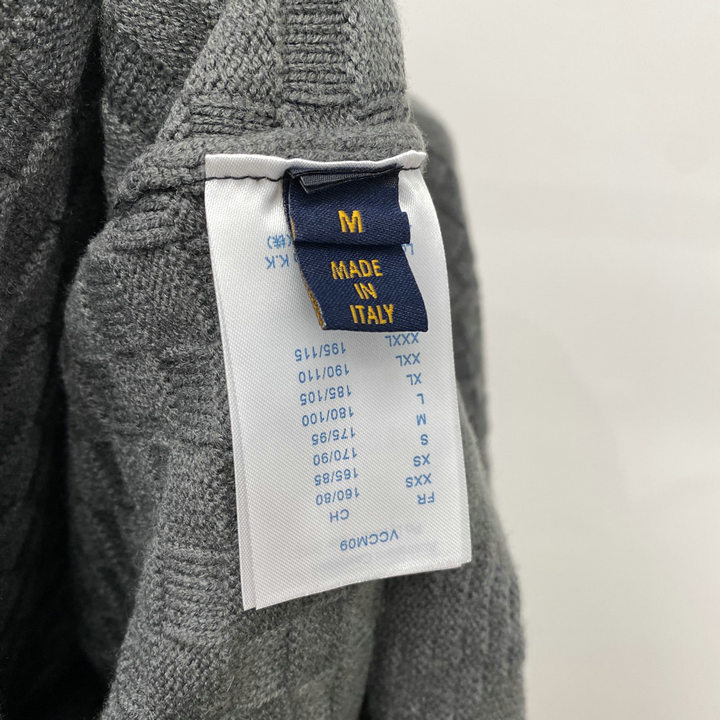 M
MADE
IN
ITALY
VCCM09
FR CH
XXS 160/80
XS 165/85
S 170/90
M 175/95
L 180/100
XL 185/105
XXL 190/110
XXXL 195/115
K.K
(株)